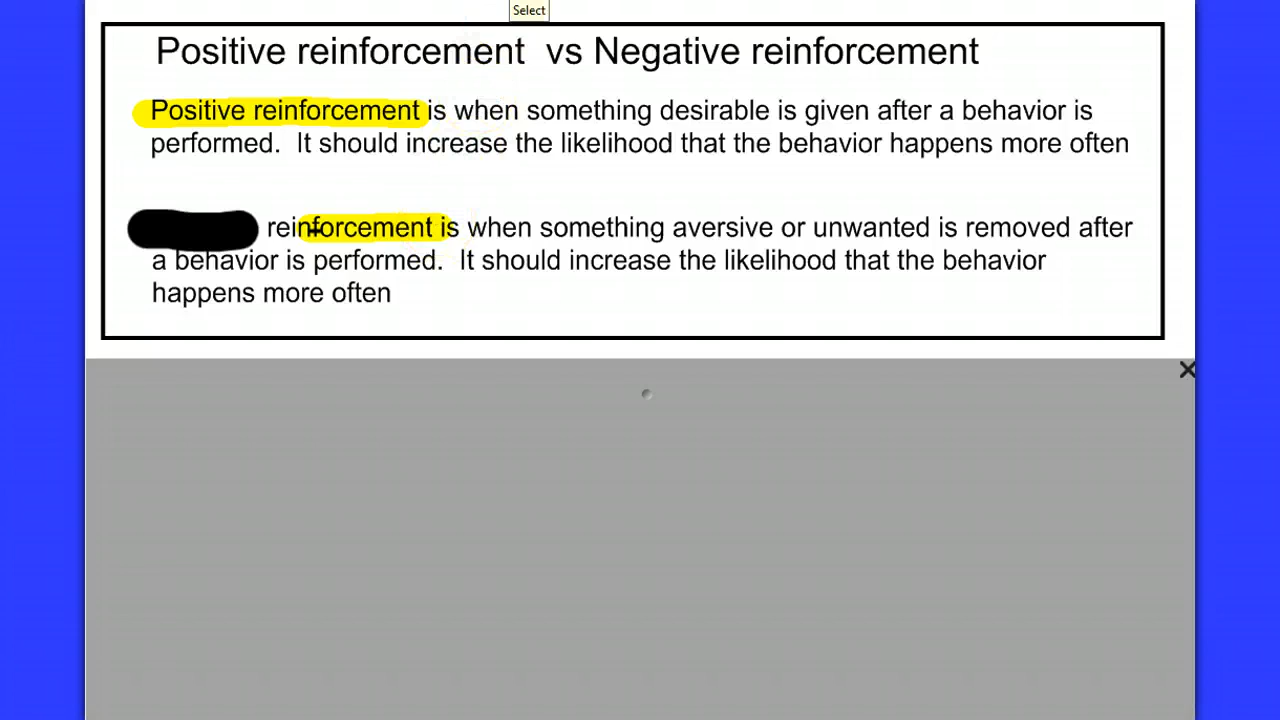 Select
Positive reinforcement vs Negative reinforcement
Positive reinforcement is when something desirable is given after a behavior is
performed. It should increase the likelihood that the behavior happens more often
reinforcement is when something aversive or unwanted is removed after
a behavior is performed. It should increase the likelihood that the behavior
happens more often